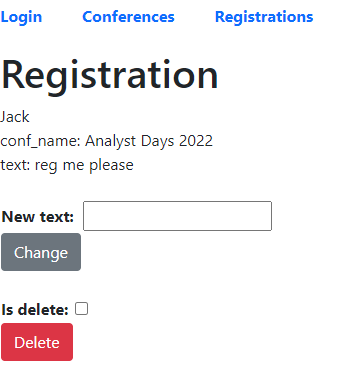 Login Conferences Registrations
Registration
Jack
conf_name: Analyst Days 2022
text: reg me please
New text:
Change
Is delete:
Delete